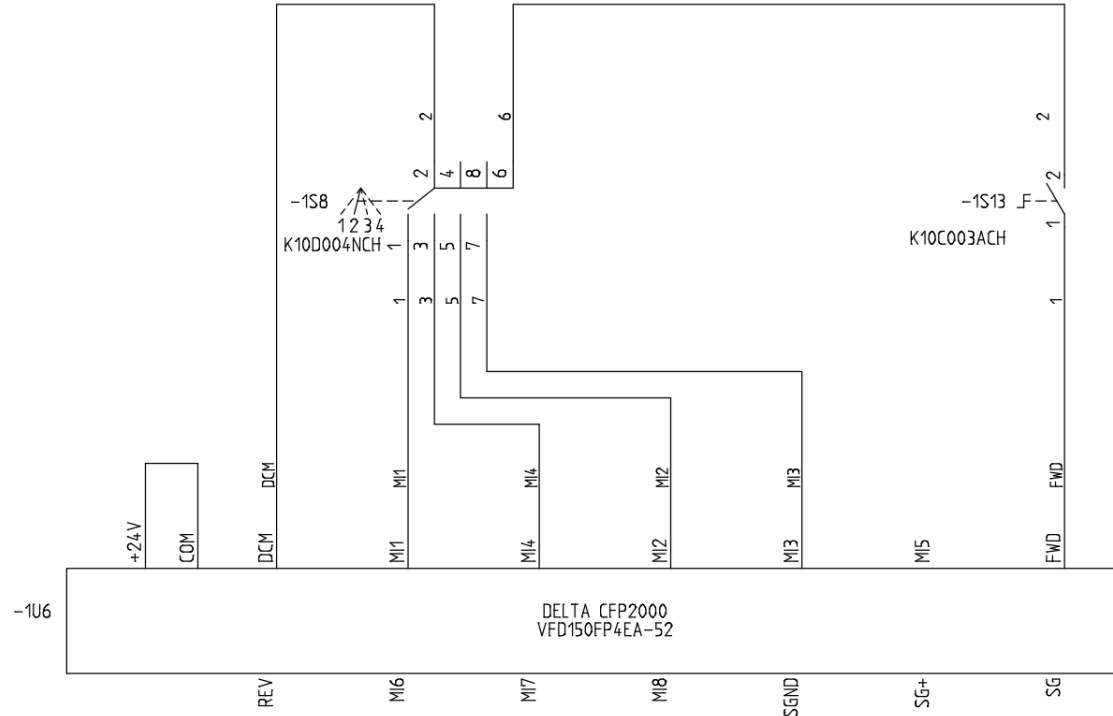 2
6
2
2
4
8
6
2
-1S8
1 2 3 4
K10D004NCH
1
3
5
7
-1S13
1
K10C003ACH
1
3
5
7
1
DCM
MI1
MI4
MI2
MI3
FWD
+24V
COM
DCM
MI1
MI4
MI2
MI3
MI5
FWD
-1U6
DELTA CFP2000
VFD150FP4EA-52
REV
MI6
MI7
MI8
SGND
SG+
SG